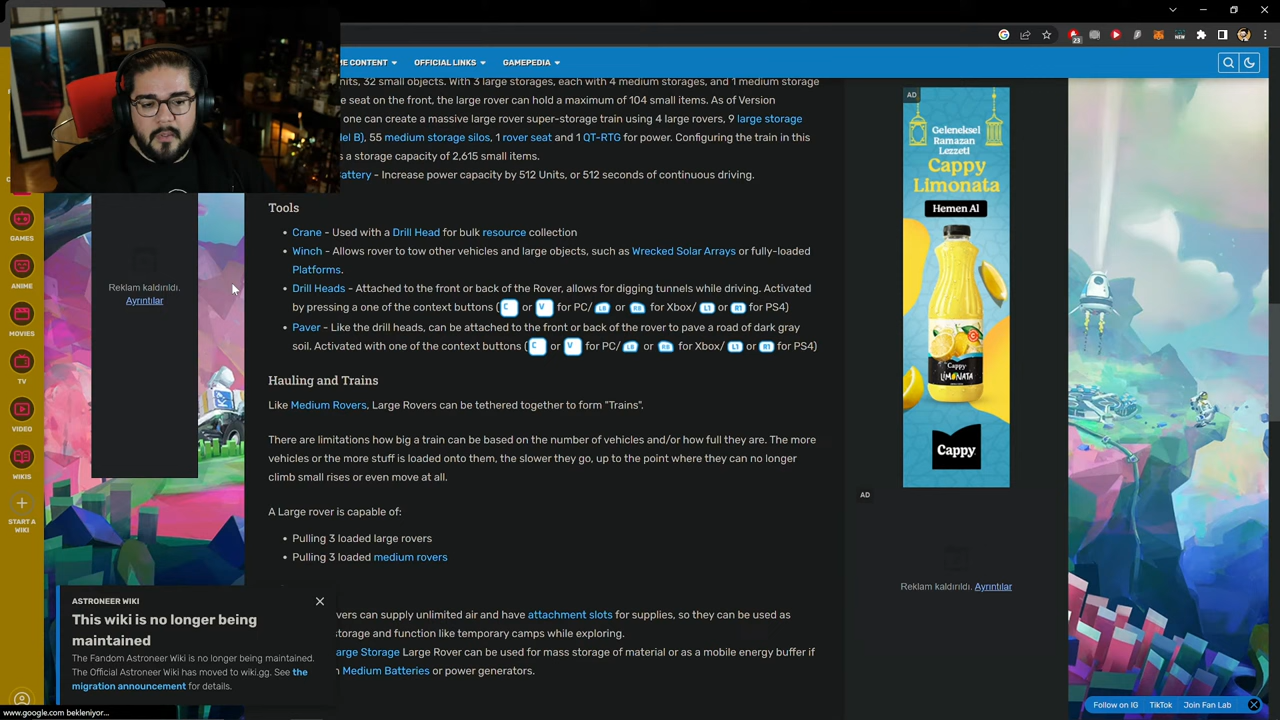 ME CONTENT
OFFICIAL LINKS
GAMEPEDIA
23
NEW
nits, 32 small objects. With 3 large storages, each with 4 medium storages, and 1 medium storage
seat on the front, the large rover can hold a maximum of 104 small items. As of Version
one can create a massive large rover super-storage train using 4 large rovers, 9 large storage
el B), 55 medium storage silos, 1 rover seat and 1 QT-RTG for power. Configuring the train in this
s a storage capacity of 2,615 small items.
attery - Increase power capacity by 512 Units, or 512 seconds of continuous driving.
Tools
Crane - Used with a Drill Head for bulk resource collection
Winch - Allows rover to tow other vehicles and large objects, such as Wrecked Solar Arrays or fully-loaded
Platforms.
Drill Heads - Attached to the front or back of the Rover, allows for digging tunnels while driving. Activated
by pressing a one of the context buttons ( C or V for PC/ LB or RB for Xbox/ L1 or R1 for PS4)
Paver - Like the drill heads, can be attached to the front or back of the rover to pave a road of dark gray
soil. Activated with one of the context buttons ( C or V for PC/ LB or RB for Xbox/ L1 or R1 for PS4)
Hauling and Trains
Like Medium Rovers, Large Rovers can be tethered together to form "Trains".
There are limitations how big a train can be based on the number of vehicles and/or how full they are. The more
vehicles or the more stuff is loaded onto them, the slower they go, up to the point where they can no longer
climb small rises or even move at all.
A Large rover is capable of:
Pulling 3 loaded large rovers
Pulling 3 loaded medium rovers
vers can supply unlimited air and have attachment slots for supplies, so they can be used as
torage and function like temporary camps while exploring.
arge Storage Large Rover can be used for mass storage of material or as a mobile energy buffer if
Medium Batteries or power generators.
GAMES
ANIME
MOVIES
TV
VIDEO
WIKIS
START A
WIKI
Reklam kaldırıldı.
Ayrıntılar
ASTRONEER WIKI
This wiki is no longer being
maintained
The Fandom Astroneer Wiki is no longer being maintained.
The Official Astroneer Wiki has moved to wiki.gg. See the
migration announcement for details.
www.google.com bekleniyor...
AD
Geleneksel
Ramazan
Lezzeti
Cappy
Limonata
Hemen Al
Cappy
LIMONATA
Cappy
AD
Reklam kaldırıldı. Ayrıntılar
Follow on IG
TikTok
Join Fan Lab